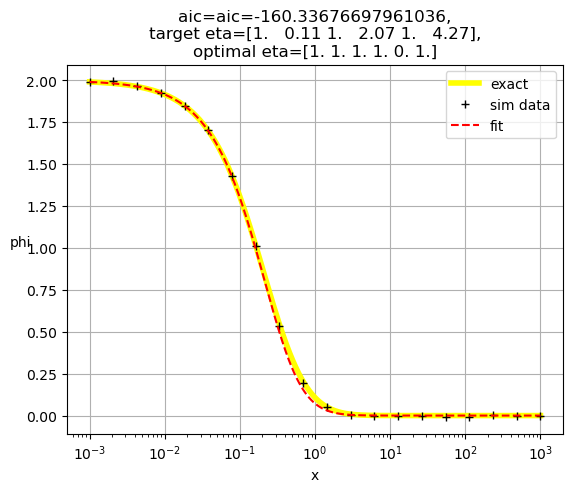 aic=aic=-160.33676697961036,
target eta=[1.   0.11 1.   2.07 1.   4.27],
optimal eta=[1. 1. 1. 1. 0. 1.]
exact
sim data
fit
2.00
1.75
1.50
1.25
1.00
0.75
0.50
0.25
0.00
phi
10⁻³
10⁻²
10⁻¹
10⁰
10¹
10²
10³
x